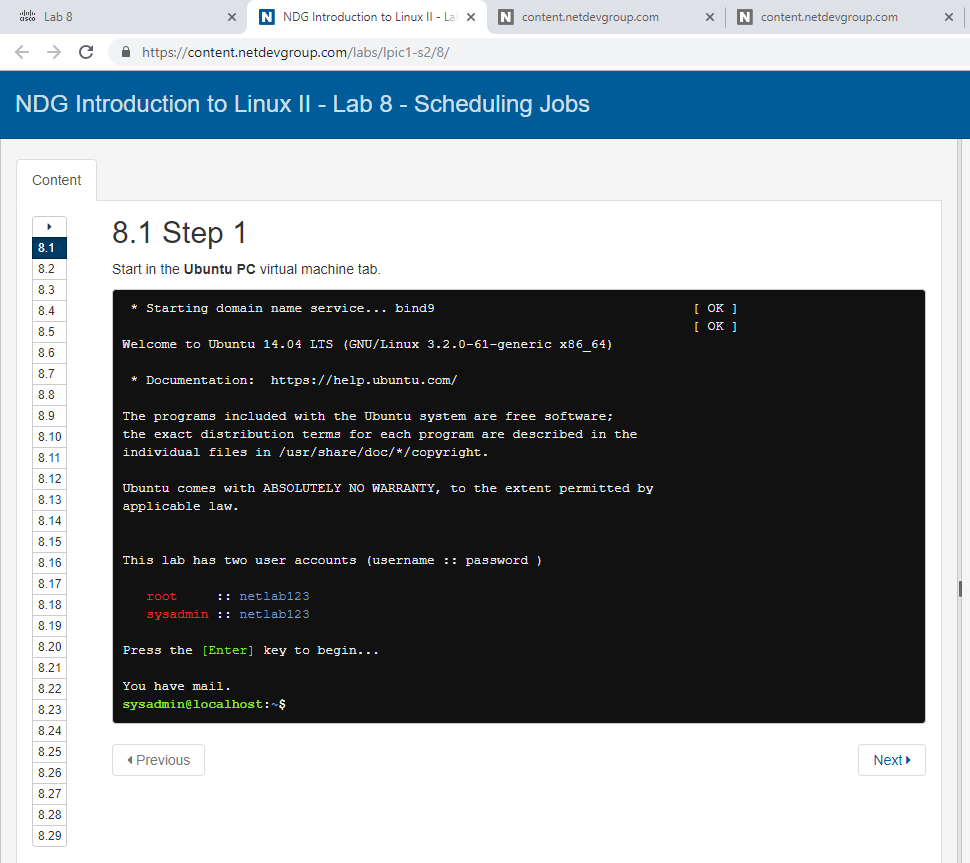 cisco
Lab 8
N
NDG Introduction to Linux II - La
N
content.netdevgroup.com
N
content.netdevgroup.com
https://content.netdevgroup.com/labs/lpic1-s2/8/
NDG Introduction to Linux II - Lab 8 - Scheduling Jobs
Content
8.1
8.2
8.3
8.4
8.5
8.6
8.7
8.8
8.9
8.10
8.11
8.12
8.13
8.14
8.15
8.16
8.17
8.18
8.19
8.20
8.21
8.22
8.23
8.24
8.25
8.26
8.27
8.28
8.29
8.1 Step 1
Start in the Ubuntu PC virtual machine tab.
* Starting domain name service... bind9 [ OK ]
[ OK ]
Welcome to Ubuntu 14.04 LTS (GNU/Linux 3.2.0-61-generic x86_64)
* Documentation: https://help.ubuntu.com/
The programs included with the Ubuntu system are free software;
the exact distribution terms for each program are described in the
individual files in /usr/share/doc/*/copyright.
Ubuntu comes with ABSOLUTELY NO WARRANTY, to the extent permitted by
applicable law.
This lab has two user accounts (username :: password )
root :: netlab123
sysadmin :: netlab123
Press the [Enter] key to begin...
You have mail.
sysadmin@localhost:~$
Previous
Next